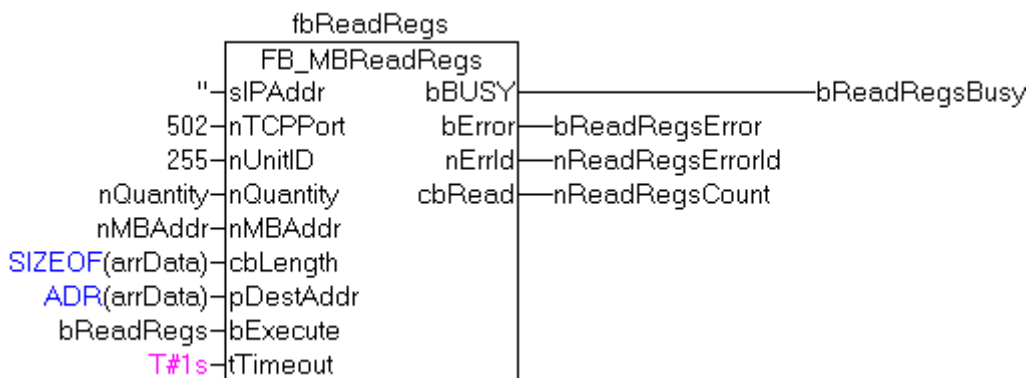 fbReadRegs
FB_MBReadRegs
''-sIPAddr bBUSY bReadRegsBusy
502-nTCPPort bError bReadRegsError
255-nUnitID nErrId nReadRegsErrorId
nQuantity-nQuantity cbRead nReadRegsCount
nMBAddr-nMBAddr
SIZEOF(arrData)-cbLength
ADR(arrData)-pDestAddr
bReadRegs-bExecute
T#1s-tTimeout